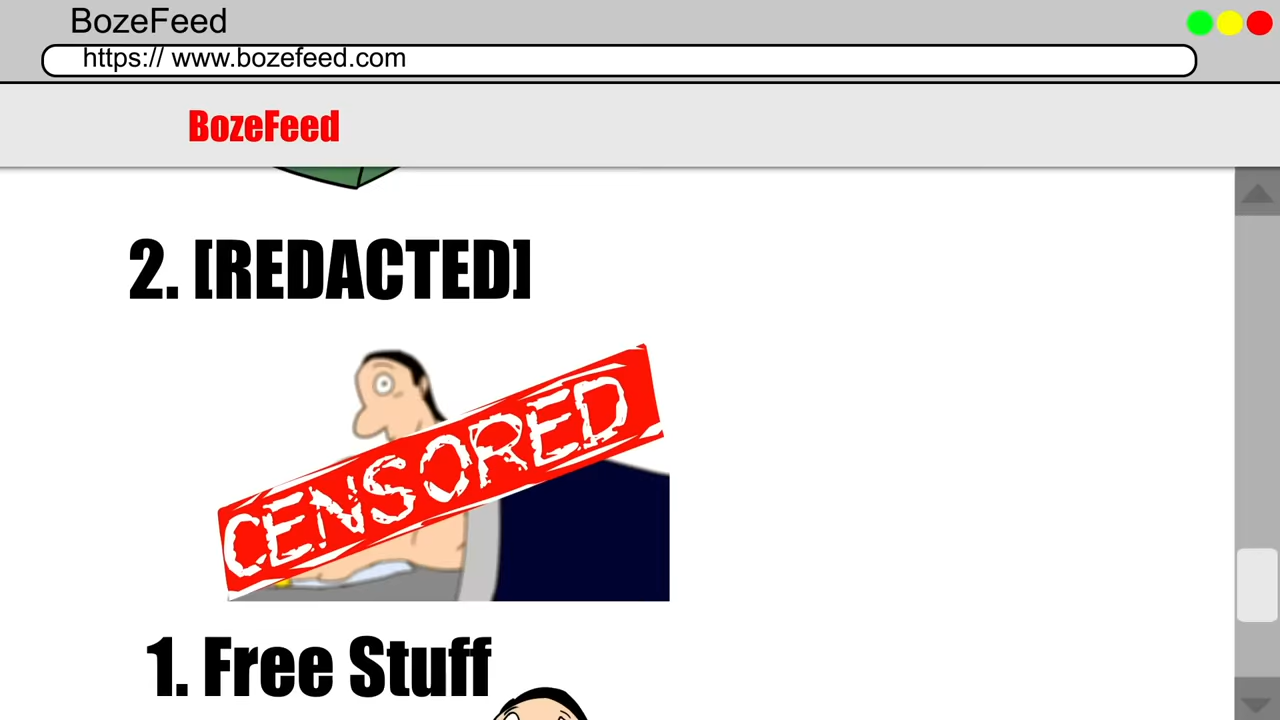 BozeFeed
https:// www.bozefeed.com
BozeFeed
2. [REDACTED]
CENSORED
1. Free Stuff